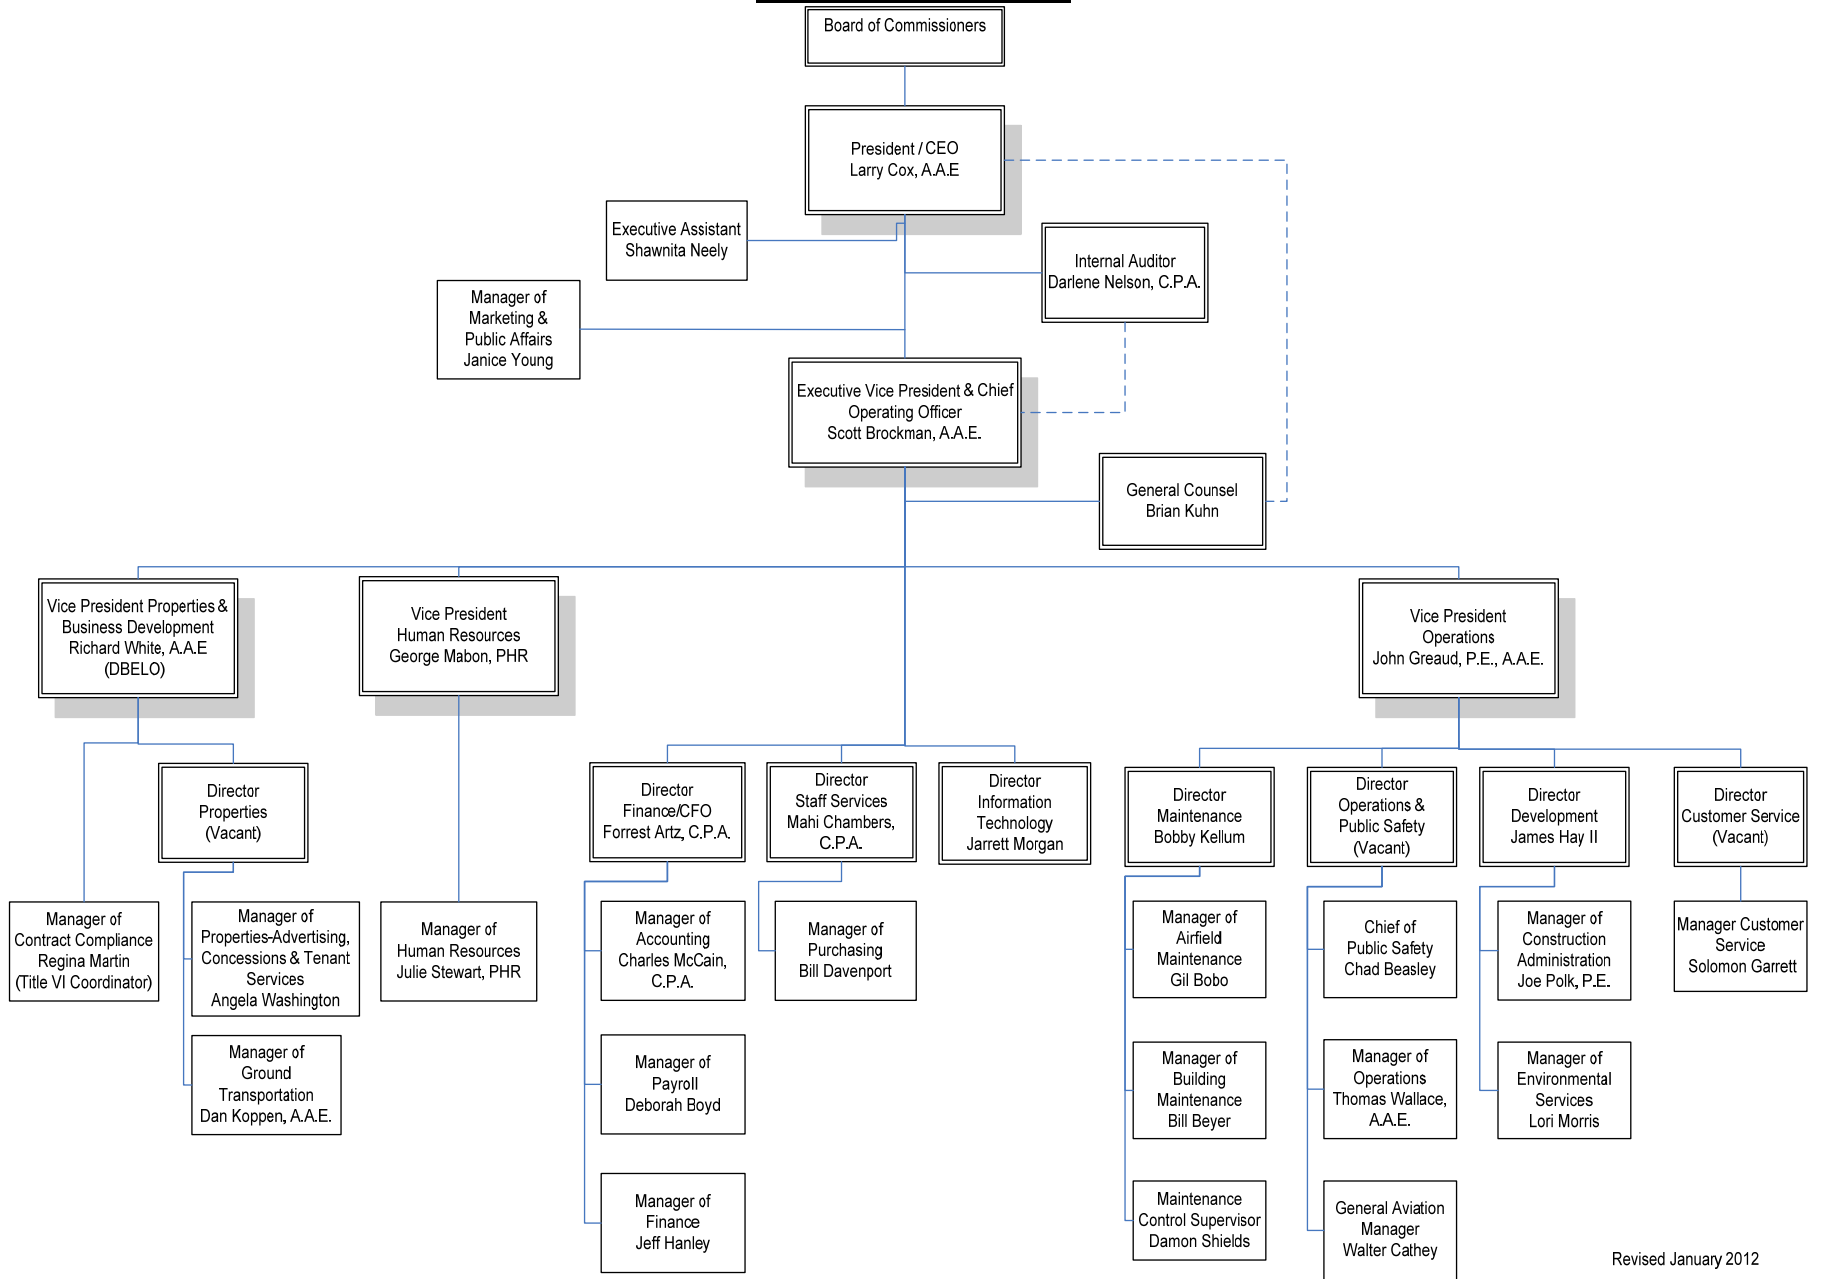 Board of Commissioners
President / CEO
Larry Cox, A.A.E
Executive Assistant
Shawnita Neely
Internal Auditor
Darlene Nelson, C.P.A.
Manager of
Marketing &
Public Affairs
Janice Young
Executive Vice President & Chief
Operating Officer
Scott Brockman, A.A.E.
General Counsel
Brian Kuhn
Vice President Properties &
Business Development
Richard White, A.A.E
(DBELO)
Vice President
Human Resources
George Mabon, PHR
Vice President
Operations
John Greaud, P.E., A.A.E.
Director
Properties
(Vacant)
Director
Finance/CFO
Forrest Artz, C.P.A.
Director
Staff Services
Mahi Chambers,
C.P.A.
Director
Information
Technology
Jarrett Morgan
Director
Maintenance
Bobby Kellum
Director
Operations &
Public Safety
(Vacant)
Director
Development
James Hay II
Director
Customer Service
(Vacant)
Manager of
Contract Compliance
Regina Martin
(Title VI Coordinator)
Manager of
Properties-Advertising,
Concessions & Tenant
Services
Angela Washington
Manager of
Human Resources
Julie Stewart, PHR
Manager of
Accounting
Charles McCain,
C.P.A.
Manager of
Purchasing
Bill Davenport
Manager of
Airfield
Maintenance
Gil Bobo
Chief of
Public Safety
Chad Beasley
Manager of
Construction
Administration
Joe Polk, P.E.
Manager Customer
Service
Solomon Garrett
Manager of
Ground
Transportation
Dan Koppen, A.A.E.
Manager of
Payroll
Deborah Boyd
Manager of
Building
Maintenance
Bill Beyer
Manager of
Operations
Thomas Wallace,
A.A.E.
Manager of
Environmental
Services
Lori Morris
Manager of
Finance
Jeff Hanley
Maintenance
Control Supervisor
Damon Shields
General Aviation
Manager
Walter Cathey
Revised January 2012